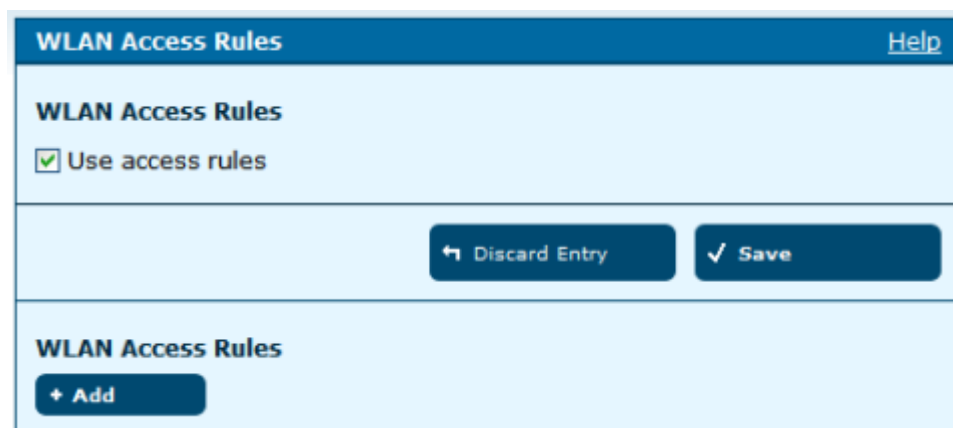 WLAN Access Rules Help
WLAN Access Rules
Use access rules
Discard Entry Save
WLAN Access Rules
+ Add